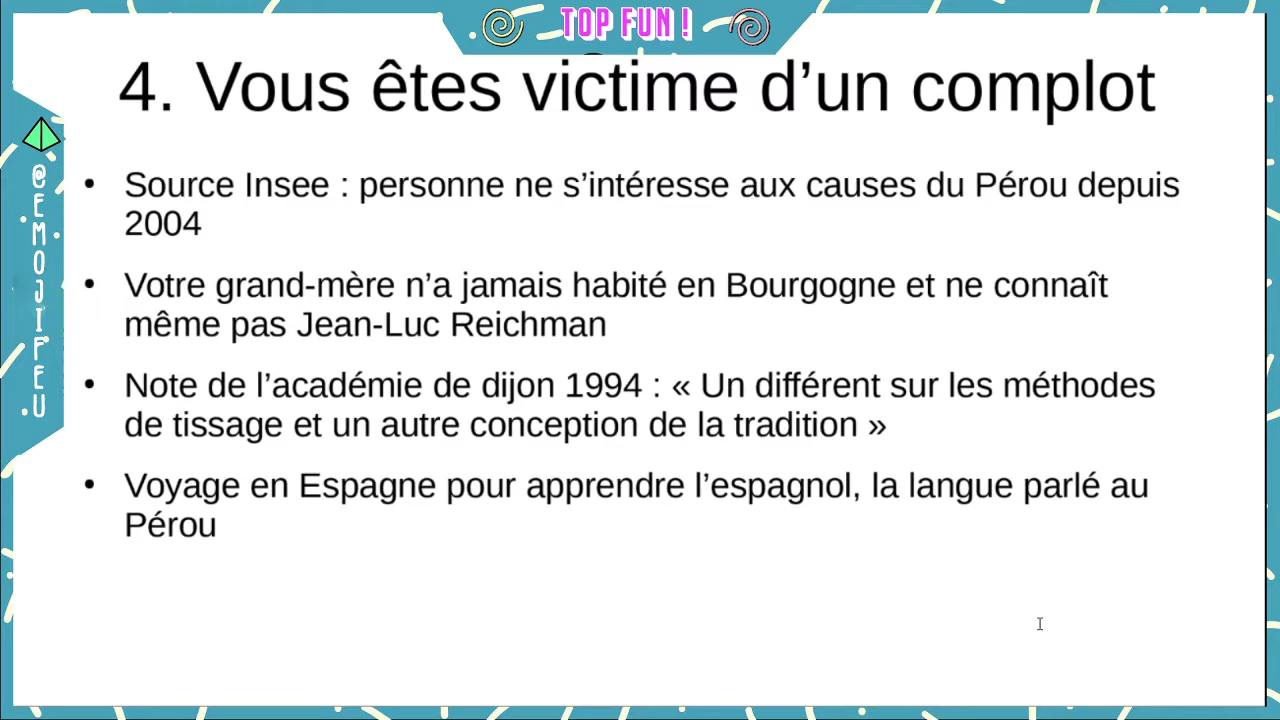 TOP FUN !
4. Vous êtes victime d’un complot
@EMOJIFEU
• Source Insee : personne ne s’intéresse aux causes du Pérou depuis
2004
• Votre grand-mère n’a jamais habité en Bourgogne et ne connaît
même pas Jean-Luc Reichman
• Note de l’académie de dijon 1994 : « Un différent sur les méthodes
de tissage et un autre conception de la tradition »
• Voyage en Espagne pour apprendre l’espagnol, la langue parlé au
Pérou